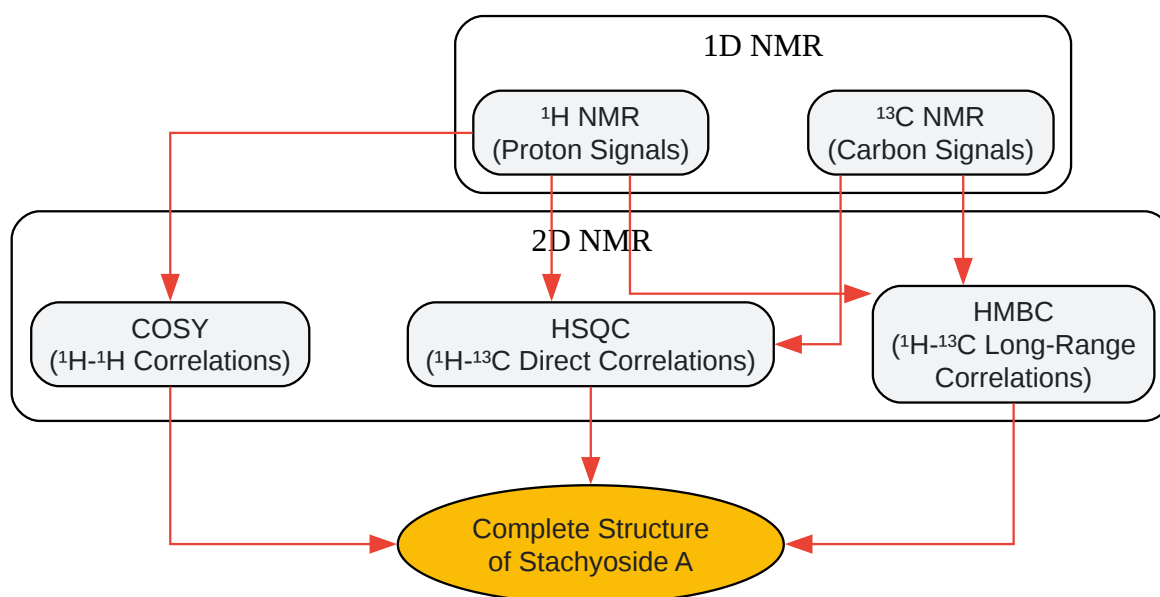 1D NMR
¹H NMR
(Proton Signals)
¹³C NMR
(Carbon Signals)
2D NMR
COSY
(¹H-¹H Correlations)
HSQC
(¹H-¹³C Direct Correlations)
HMBC
(¹H-¹³C Long-Range
Correlations)
Complete Structure
of Stachyoside A